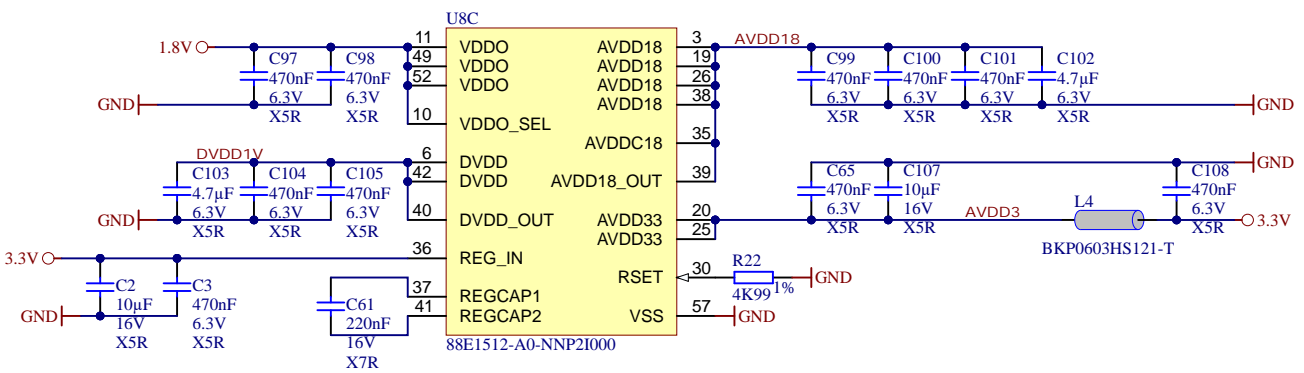 U8C
1.8V
C97
470nF
6.3V
X5R
C98
470nF
6.3V
X5R
GND
11
49
52
10
VDDO
VDDO
VDDO
VDDO_SEL
DVDD1V
C103
4.7µF
6.3V
X5R
C104
470nF
6.3V
X5R
C105
470nF
6.3V
X5R
GND
6
42
40
DVDD
DVDD
DVDD_OUT
3.3V
36
REG_IN
C2
10µF
16V
X5R
C3
470nF
6.3V
X5R
GND
C61
220nF
16V
X7R
37
41
REGCAP1
REGCAP2
88E1512-A0-NNP2I000
AVDD18
AVDD18
AVDD18
AVDD18
AVDDC18
AVDD18_OUT
AVDD33
AVDD33
RSET
VSS
3
19
26
38
35
39
20
25
30
57
AVDD18
C99
470nF
6.3V
X5R
C100
470nF
6.3V
X5R
C101
470nF
6.3V
X5R
C102
4.7µF
6.3V
X5R
GND
GND
C65
470nF
6.3V
X5R
C107
10µF
16V
X5R
AVDD3
L4
BKP0603HS121-T
C108
470nF
6.3V
X5R
3.3V
R22
4K99
1%
GND
GND